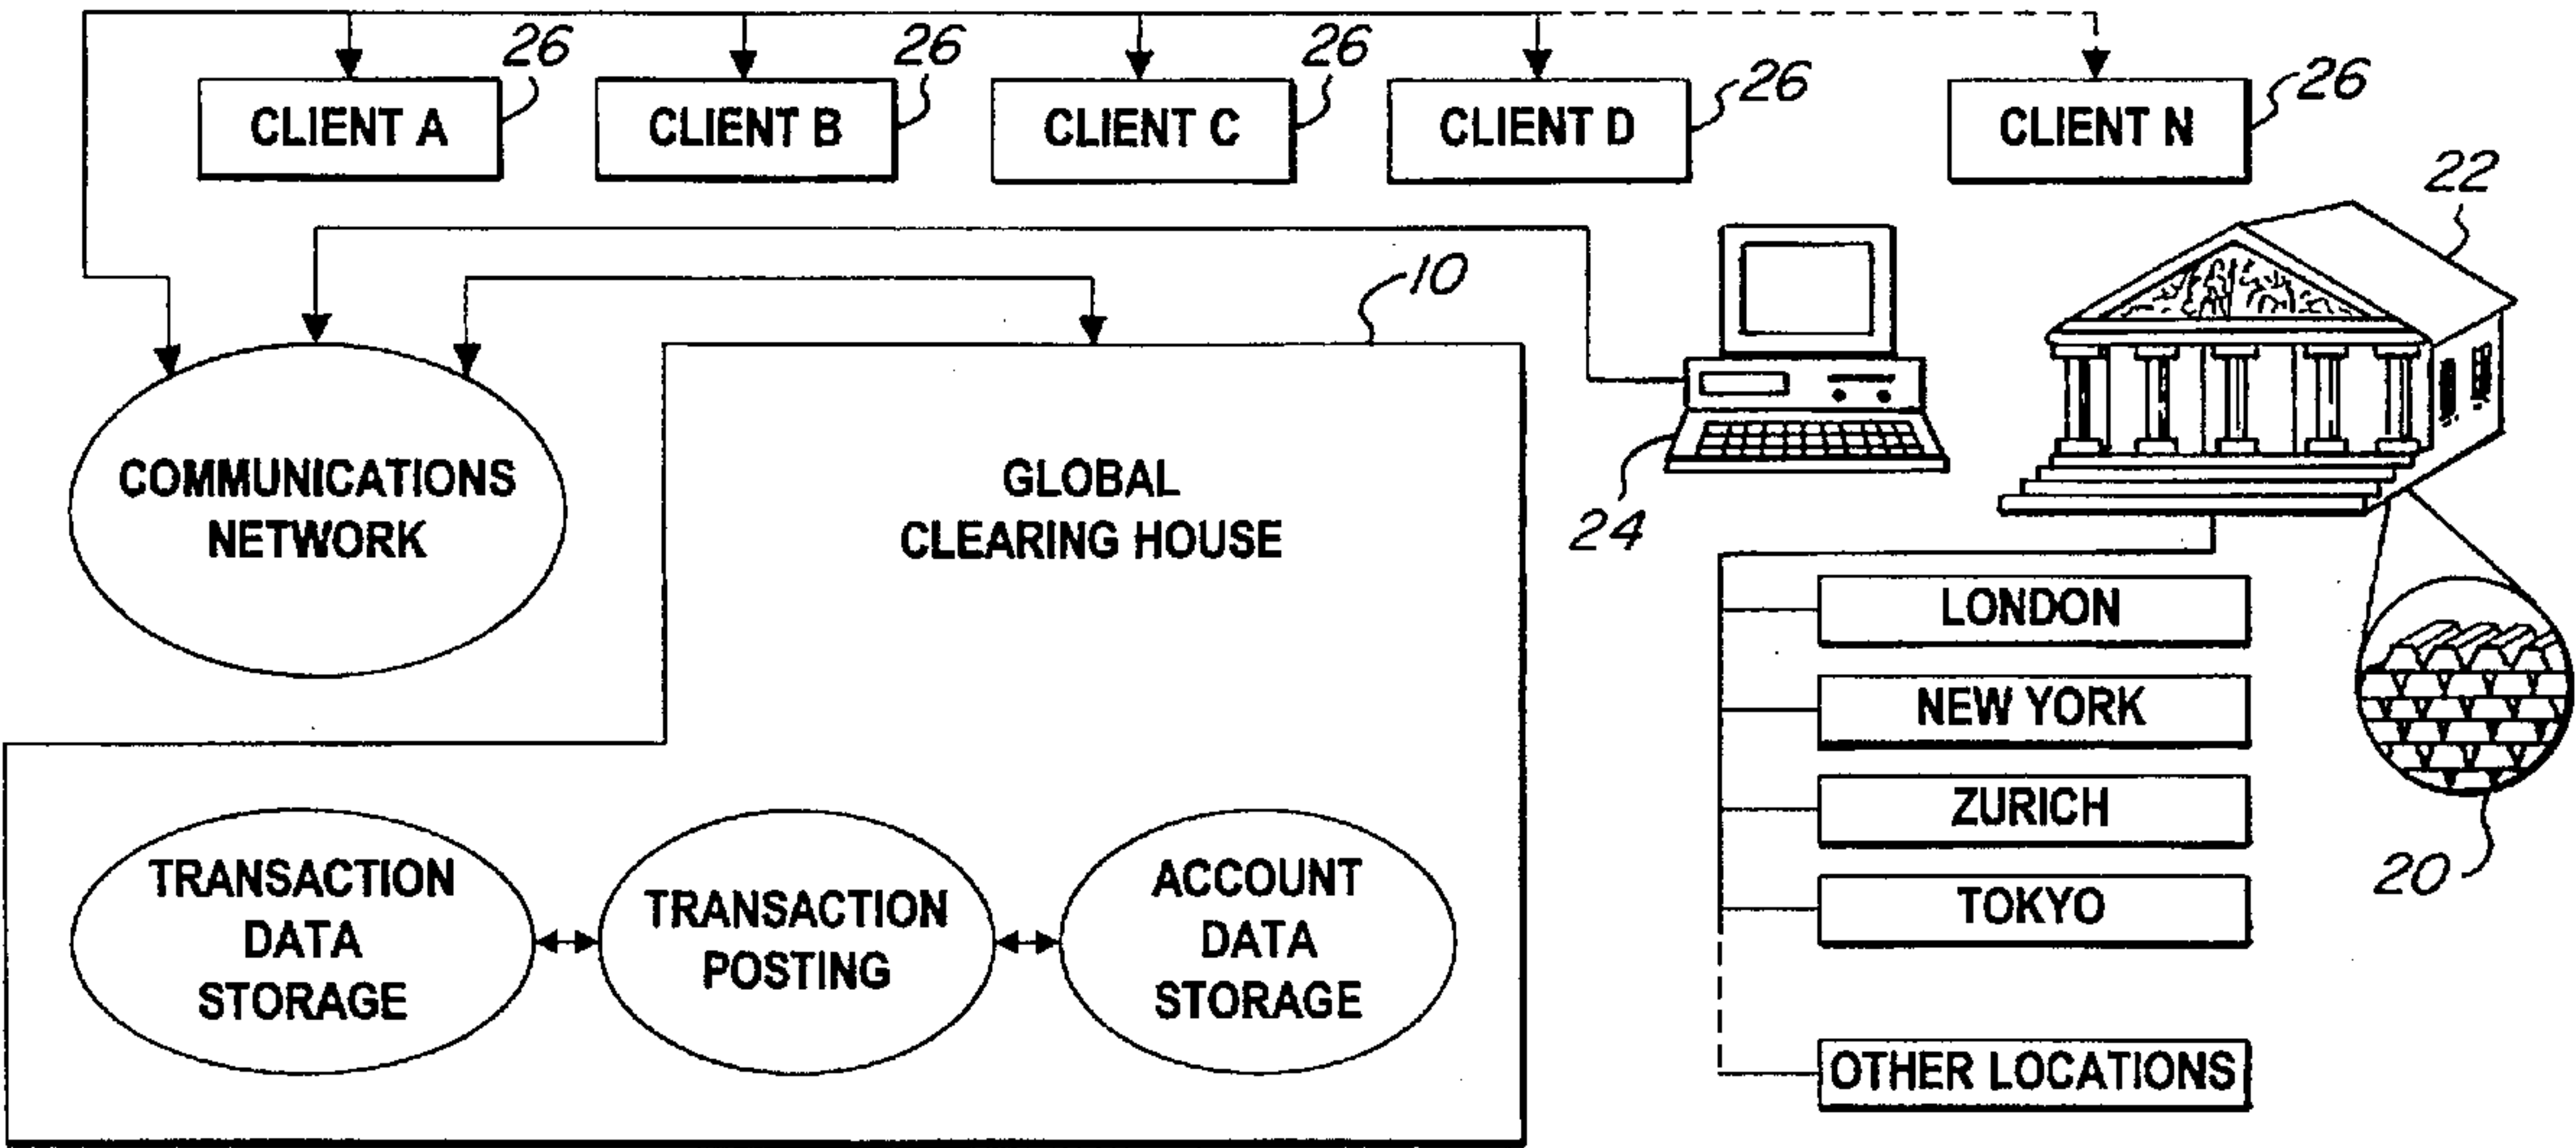 26
26
26
26
26
CLIENT A
CLIENT B
CLIENT C
CLIENT D
CLIENT N
22
10
COMMUNICATIONS
NETWORK
GLOBAL
CLEARING HOUSE
24
LONDON
NEW YORK
ZURICH
TOKYO
OTHER LOCATIONS
20
TRANSACTION
DATA
STORAGE
TRANSACTION
POSTING
ACCOUNT
DATA
STORAGE